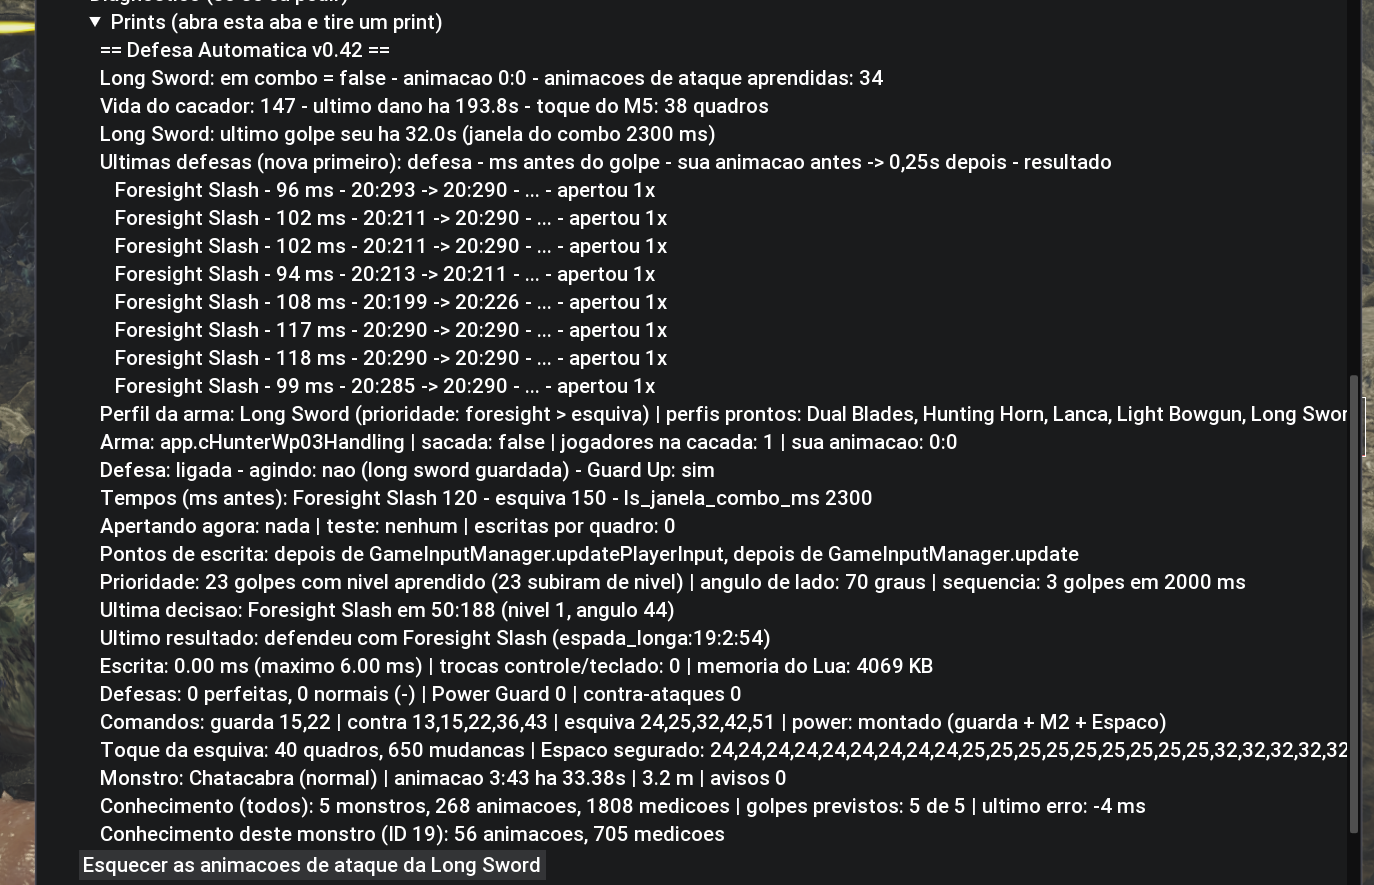 ▼ Prints (abra esta aba e tire um print)
== Defesa Automatica v0.42 ==
Long Sword: em combo = false - animacao 0:0 - animacoes de ataque aprendidas: 34
Vida do cacador: 147 - ultimo dano ha 193.8s - toque do M5: 38 quadros
Long Sword: ultimo golpe seu ha 32.0s (janela do combo 2300 ms)
Ultimas defesas (nova primeiro): defesa - ms antes do golpe - sua animacao antes -> 0,25s depois - resultado
Foresight Slash - 96 ms - 20:293 -> 20:290 - ... - apertou 1x
Foresight Slash - 102 ms - 20:211 -> 20:290 - ... - apertou 1x
Foresight Slash - 102 ms - 20:211 -> 20:290 - ... - apertou 1x
Foresight Slash - 94 ms - 20:213 -> 20:211 - ... - apertou 1x
Foresight Slash - 108 ms - 20:199 -> 20:226 - ... - apertou 1x
Foresight Slash - 117 ms - 20:290 -> 20:290 - ... - apertou 1x
Foresight Slash - 118 ms - 20:290 -> 20:290 - ... - apertou 1x
Foresight Slash - 99 ms - 20:285 -> 20:290 - ... - apertou 1x
Perfil da arma: Long Sword (prioridade: foresight > esquiva) | perfis prontos: Dual Blades, Hunting Horn, Lanca, Light Bowgun, Long Swor
Arma: app.cHunterWp03Handling | sacada: false | jogadores na cacada: 1 | sua animacao: 0:0
Defesa: ligada - agindo: nao (long sword guardada) - Guard Up: sim
Tempos (ms antes): Foresight Slash 120 - esquiva 150 - ls_janela_combo_ms 2300
Apertando agora: nada | teste: nenhum | escritas por quadro: 0
Pontos de escrita: depois de GameInputManager.updatePlayerInput, depois de GameInputManager.update
Prioridade: 23 golpes com nivel aprendido (23 subiram de nivel) | angulo de lado: 70 graus | sequencia: 3 golpes em 2000 ms
Ultima decisao: Foresight Slash em 50:188 (nivel 1, angulo 44)
Ultimo resultado: defendeu com Foresight Slash (espada_longa:19:2:54)
Escrita: 0.00 ms (maximo 6.00 ms) | trocas controle/teclado: 0 | memoria do Lua: 4069 KB
Defesas: 0 perfeitas, 0 normais (-) | Power Guard 0 | contra-ataques 0
Comandos: guarda 15,22 | contra 13,15,22,36,43 | esquiva 24,25,32,42,51 | power: montado (guarda + M2 + Espaco)
Toque da esquiva: 40 quadros, 650 mudancas | Espaco segurado: 24,24,24,24,24,24,24,24,24,25,25,25,25,25,25,25,25,25,32,32,32,32,32
Monstro: Chatacabra (normal) | animacao 3:43 ha 33.38s | 3.2 m | avisos 0
Conhecimento (todos): 5 monstros, 268 animacoes, 1808 medicoes | golpes previstos: 5 de 5 | ultimo erro: -4 ms
Conhecimento deste monstro (ID 19): 56 animacoes, 705 medicoes
Esquecer as animacoes de ataque da Long Sword